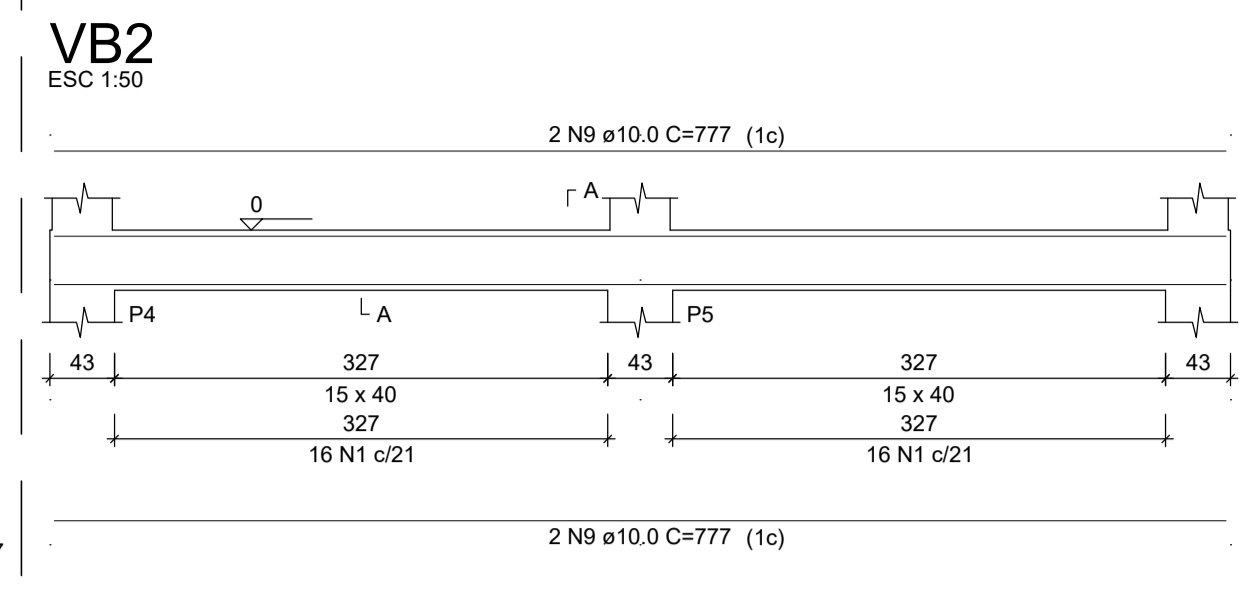 VB2
ESC 1:50
2 N9 ø10.0 C=777 (1c)
A
0
P4
A
P5
43 327 43 327 43
15 x 40 15 x 40
327 327
16 N1 c/21 16 N1 c/21
2 N9 ø10.0 C=777 (1c)